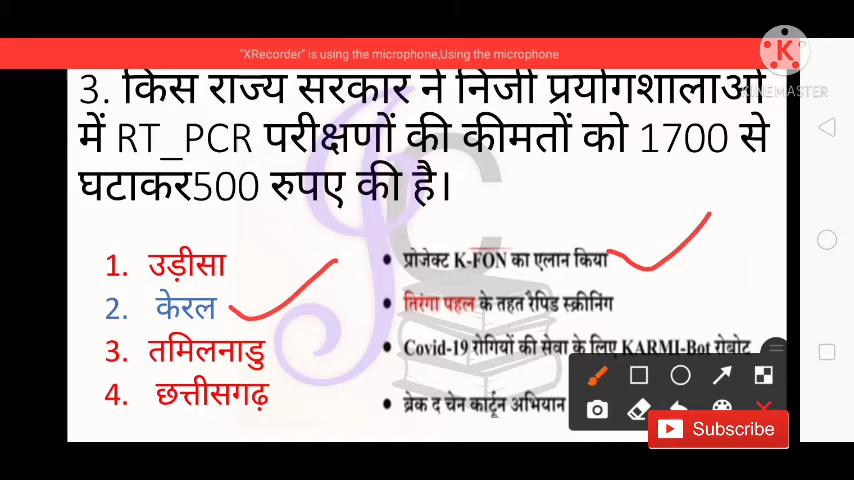 "XRecorder" is using the microphone,Using the microphone
K
KINEMASTER
3. किस राज्य सरकार ने निजी प्रयोगशालाओं
में RT_PCR परीक्षणों की कीमतों को 1700 से
घटाकर500 रुपए की है।
1. उड़ीसा
2. केरल
3. तमिलनाडु
4. छत्तीसगढ़
• प्रोजेक्ट K-FON का एलान किया
• तिरंगा पहल के तहत रैपिड स्क्रीनिंग
• Covid-19 रोगियों की सेवा के लिए KARMI-Bot रोबोट
• ब्रेक द चेन कार्टून अभियान
Subscribe